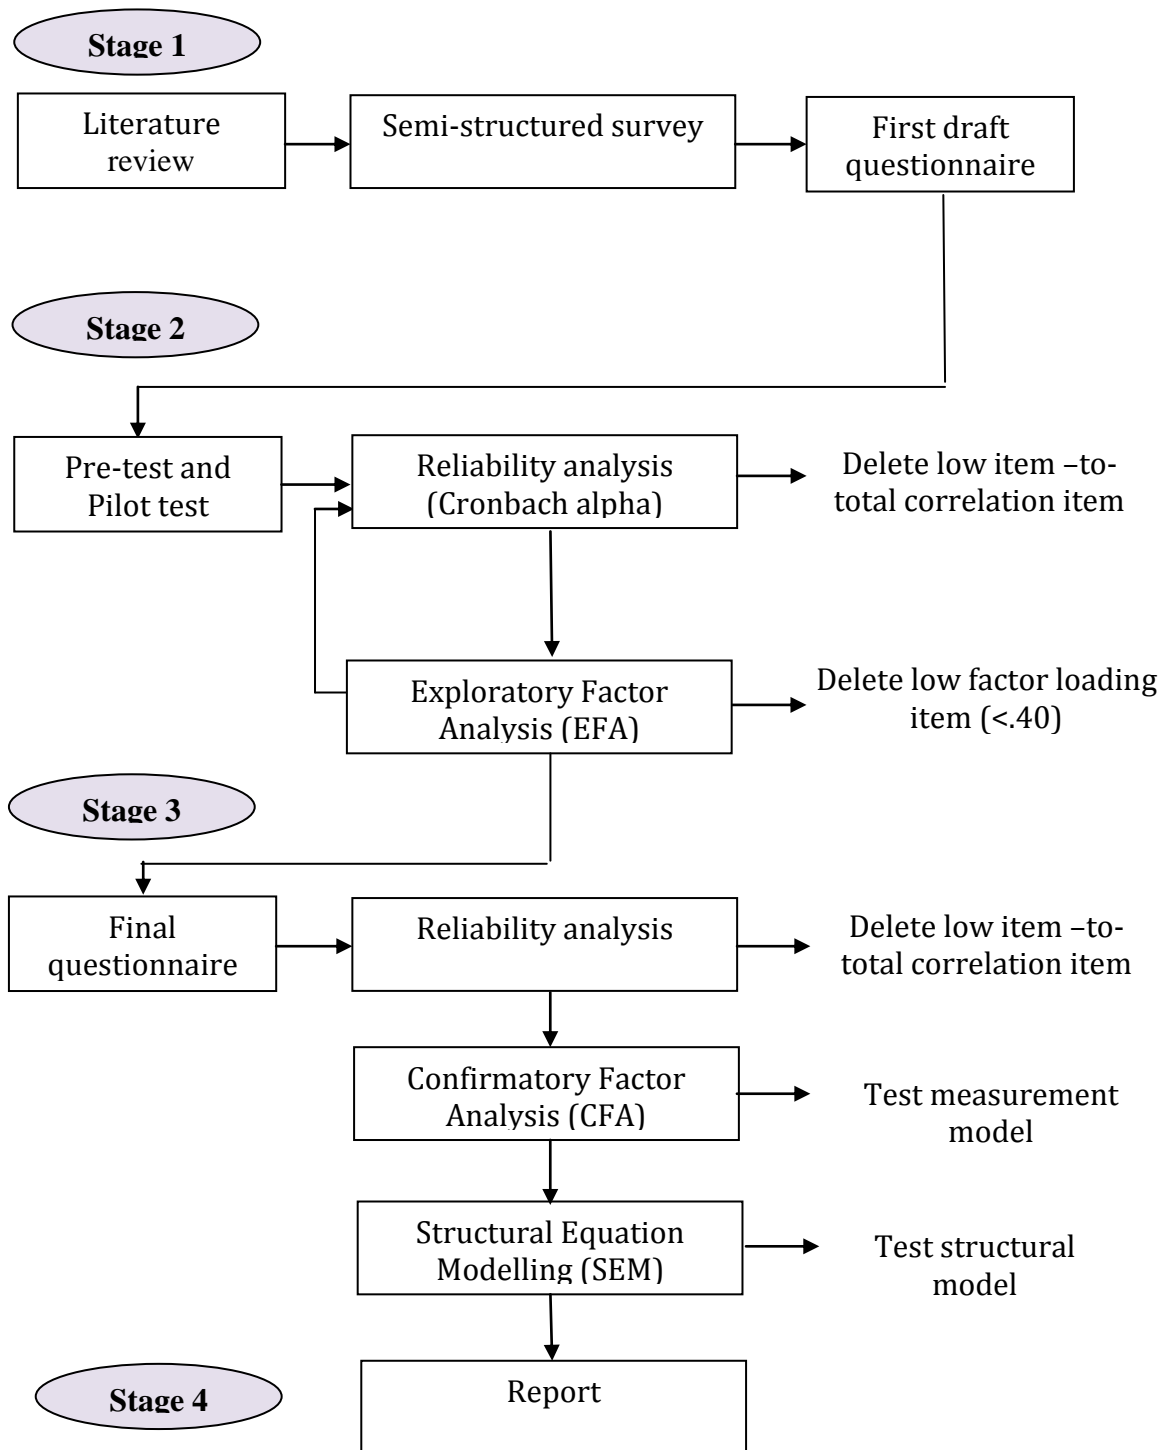 Stage 1
Literature
review
Semi-structured survey
First draft
questionnaire
Stage 2
Pre-test and
Pilot test
Reliability analysis
(Cronbach alpha)
Delete low item –to-
total correlation item
Exploratory Factor
Analysis (EFA)
Delete low factor loading
item (<.40)
Stage 3
Final
questionnaire
Reliability analysis
Delete low item –to-
total correlation item
Confirmatory Factor
Analysis (CFA)
Test measurement
model
Structural Equation
Modelling (SEM)
Test structural
model
Stage 4
Report